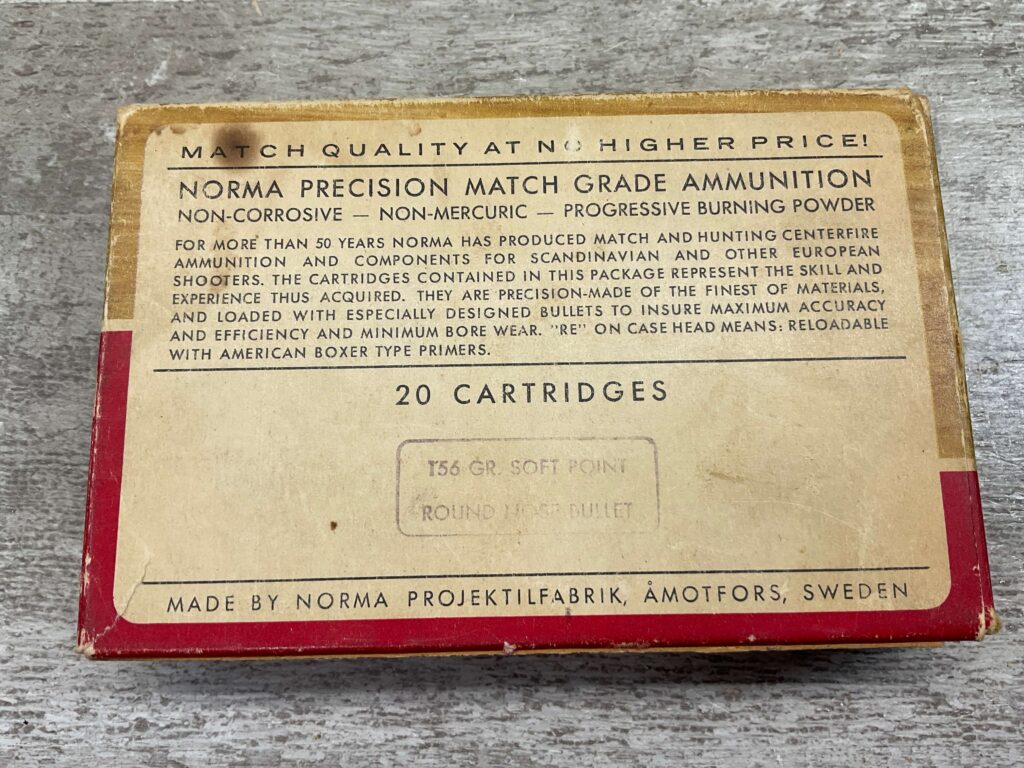 MATCH QUALITY AT NO HIGHER PRICE!
NORMA PRECISION MATCH GRADE AMMUNITION
NON-CORROSIVE — NON-MERCURIC — PROGRESSIVE BURNING POWDER
FOR MORE THAN 50 YEARS NORMA HAS PRODUCED MATCH AND HUNTING CENTERFIRE
AMMUNITION AND COMPONENTS FOR SCANDINAVIAN AND OTHER EUROPEAN
SHOOTERS. THE CARTRIDGES CONTAINED IN THIS PACKAGE REPRESENT THE SKILL AND
EXPERIENCE THUS ACQUIRED. THEY ARE PRECISION-MADE OF THE FINEST OF MATERIALS,
AND LOADED WITH ESPECIALLY DESIGNED BULLETS TO INSURE MAXIMUM ACCURACY
AND EFFICIENCY AND MINIMUM BORE WEAR. "RE" ON CASE HEAD MEANS: RELOADABLE
WITH AMERICAN BOXER TYPE PRIMERS.
20 CARTRIDGES
156 GR. SOFT POINT
ROUND NOSE BULLET
MADE BY NORMA PROJEKTILFABRIK, ÅMOTFORS, SWEDEN